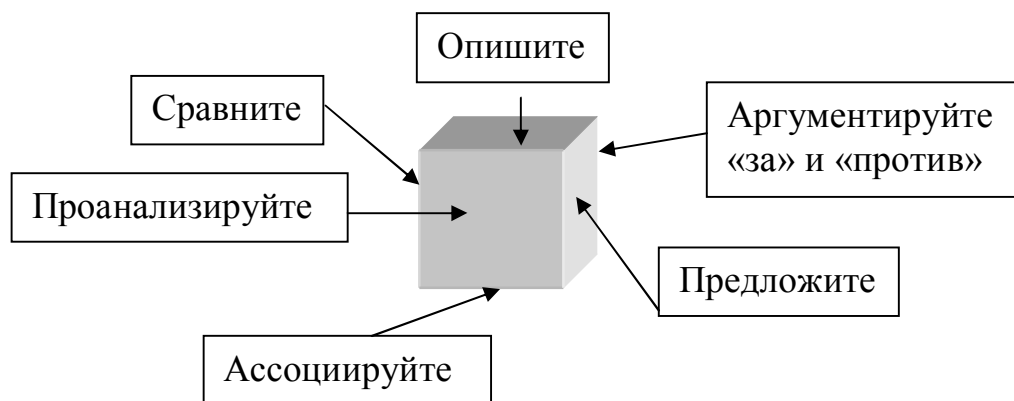 Опишите
Сравните
Аргументируйте
«за» и «против»
Проанализируйте
Предложите
Ассоциируйте